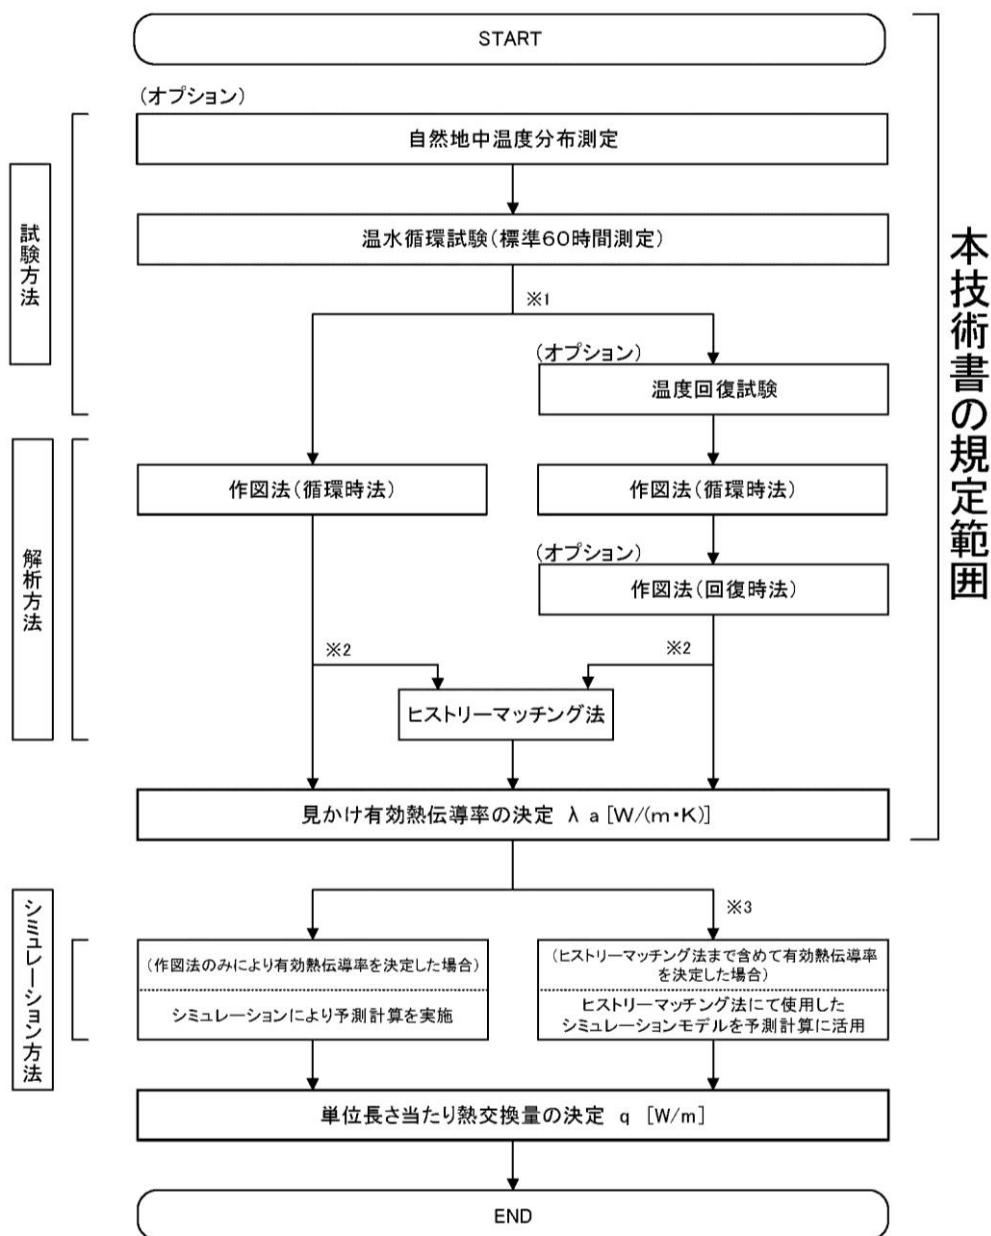 START
(オプション)
自然地中温度分布測定
温水循環試験(標準60時間測定)
※1
(オプション)
温度回復試験
作図法(循環時法)
作図法(循環時法)
(オプション)
作図法(回復時法)
※2
※2
ヒストリーマッチング法
見かけ有効熱伝導率の決定 λ a [W/(m・K)]
※3
(作図法のみにより有効熱伝導率を決定した場合)
シミュレーションにより予測計算を実施
(ヒストリーマッチング法まで含めて有効熱伝導率
を決定した場合)
ヒストリーマッチング法にて使用した
シミュレーションモデルを予測計算に活用
単位長さ当たり熱交換量の決定 q [W/m]
END
試験方法
解析方法
シミュレーション方法
本技術書の規定範囲